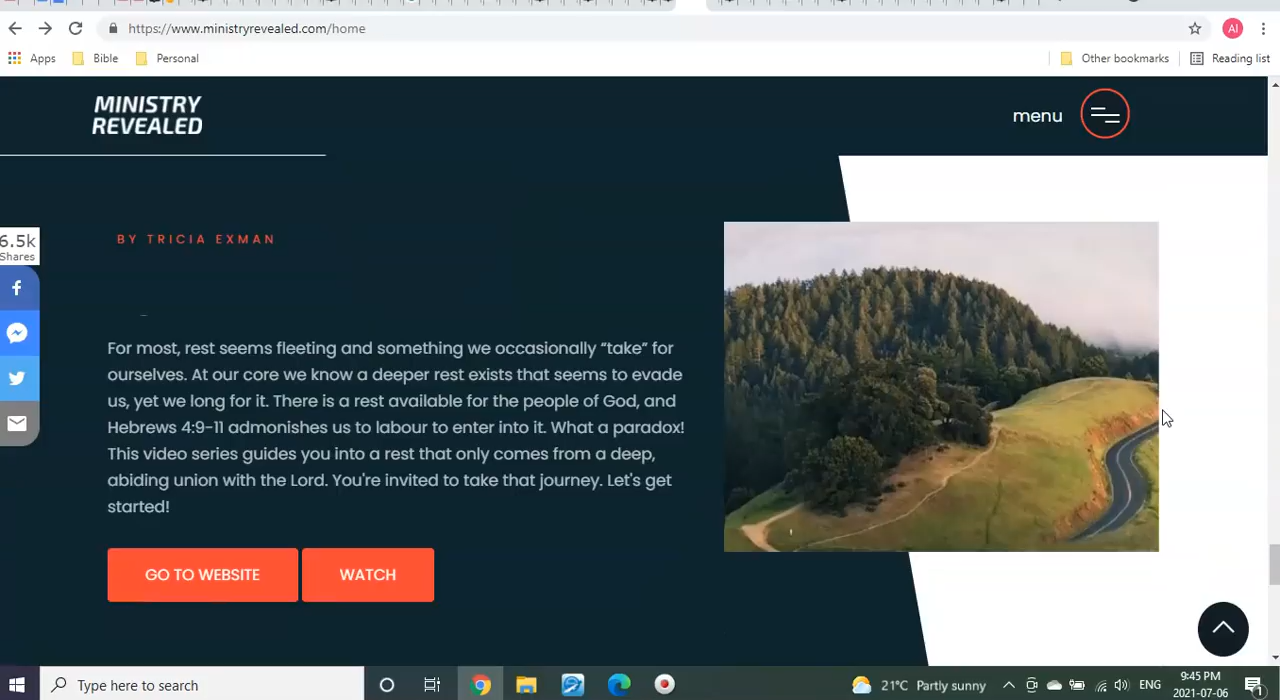 https://www.ministryrevealed.com/home
AI
Apps
Bible
Personal
Other bookmarks
Reading list
MINISTRY
REVEALED
menu
6.5k
Shares
BY TRICIA EXMAN
For most, rest seems fleeting and something we occasionally “take” for
ourselves. At our core we know a deeper rest exists that seems to evade
us, yet we long for it. There is a rest available for the people of God, and
Hebrews 4:9-11 admonishes us to labour to enter into it. What a paradox!
This video series guides you into a rest that only comes from a deep,
abiding union with the Lord. You're invited to take that journey. Let's get
started!
GO TO WEBSITE
WATCH
Type here to search
21°C Partly sunny
ENG
9:45 PM
2021-07-06
1